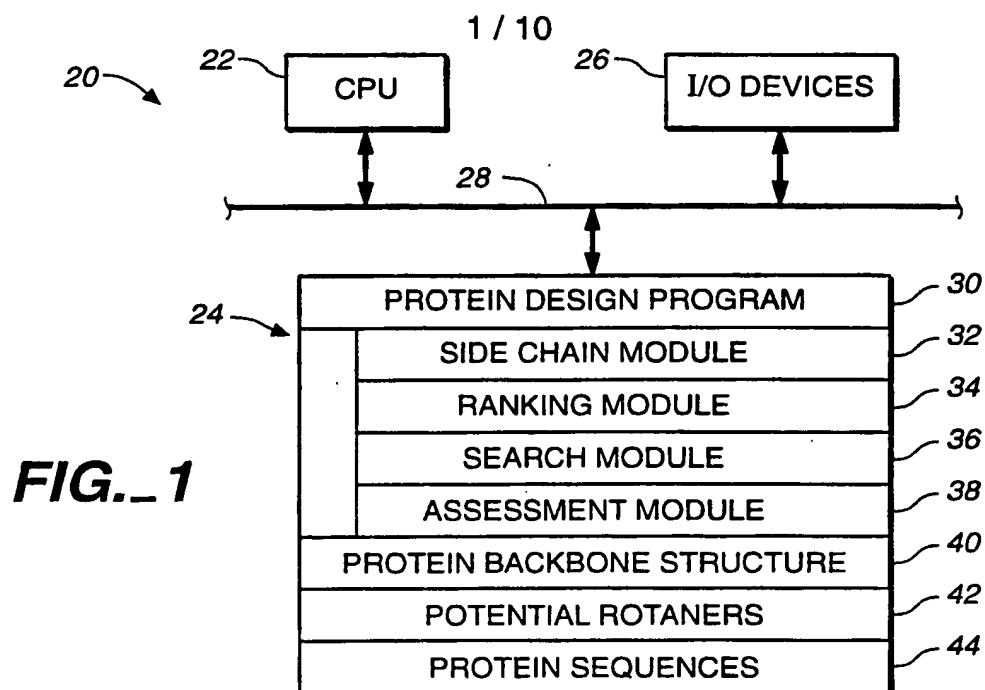 1 / 10
20
22
CPU
26
I/O DEVICES
28
24
PROTEIN DESIGN PROGRAM
30
SIDE CHAIN MODULE
32
RANKING MODULE
34
SEARCH MODULE
36
ASSESSMENT MODULE
38
PROTEIN BACKBONE STRUCTURE
40
POTENTIAL ROTANERS
42
PROTEIN SEQUENCES
44
FIG._1